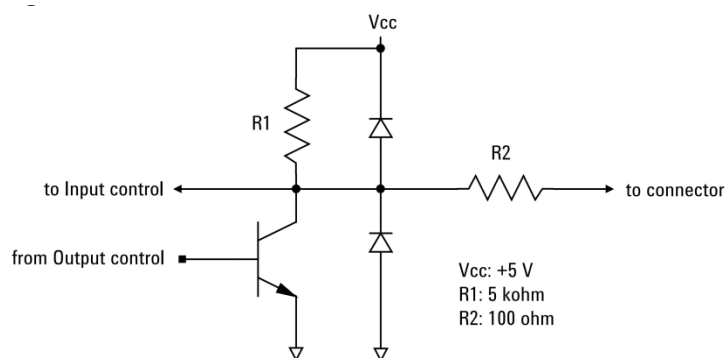 Vcc
R1
R2
to Input control
to connector
from Output control
Vcc: +5 V
R1: 5 kohm
R2: 100 ohm